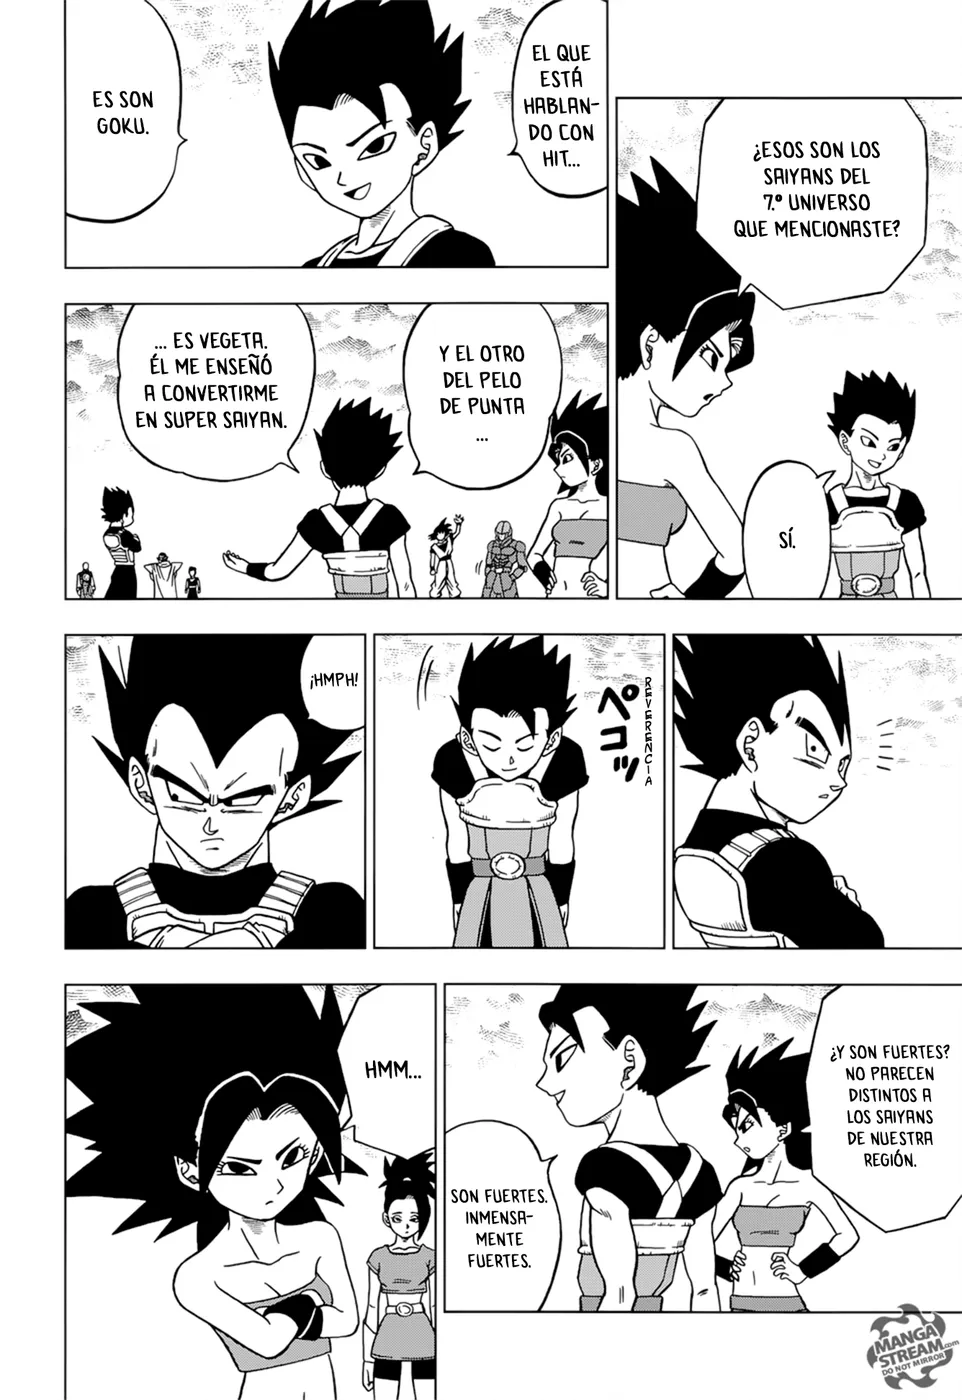 ¿ESOS SON LOS
SAIYANS DEL
7.º UNIVERSO
QUE MENCIONASTE?
SÍ.
EL QUE
ESTÁ
HABLAN-
DO CON
HIT...
ES SON
GOKU.
Y EL OTRO
DEL PELO
DE PUNTA
...
... ES VEGETA.
ÉL ME ENSEÑÓ
A CONVERTIRME
EN SUPER SAIYAN.
ペコッ
REVERENCIA
¡HMPH!
¿Y SON FUERTES?
NO PARECEN
DISTINTOS A
LOS SAIYANS
DE NUESTRA
REGIÓN.
SON FUERTES.
INMENSA-
MENTE
FUERTES.
HMM...
MANGA
STREAM.com
DO NOT MIRROR